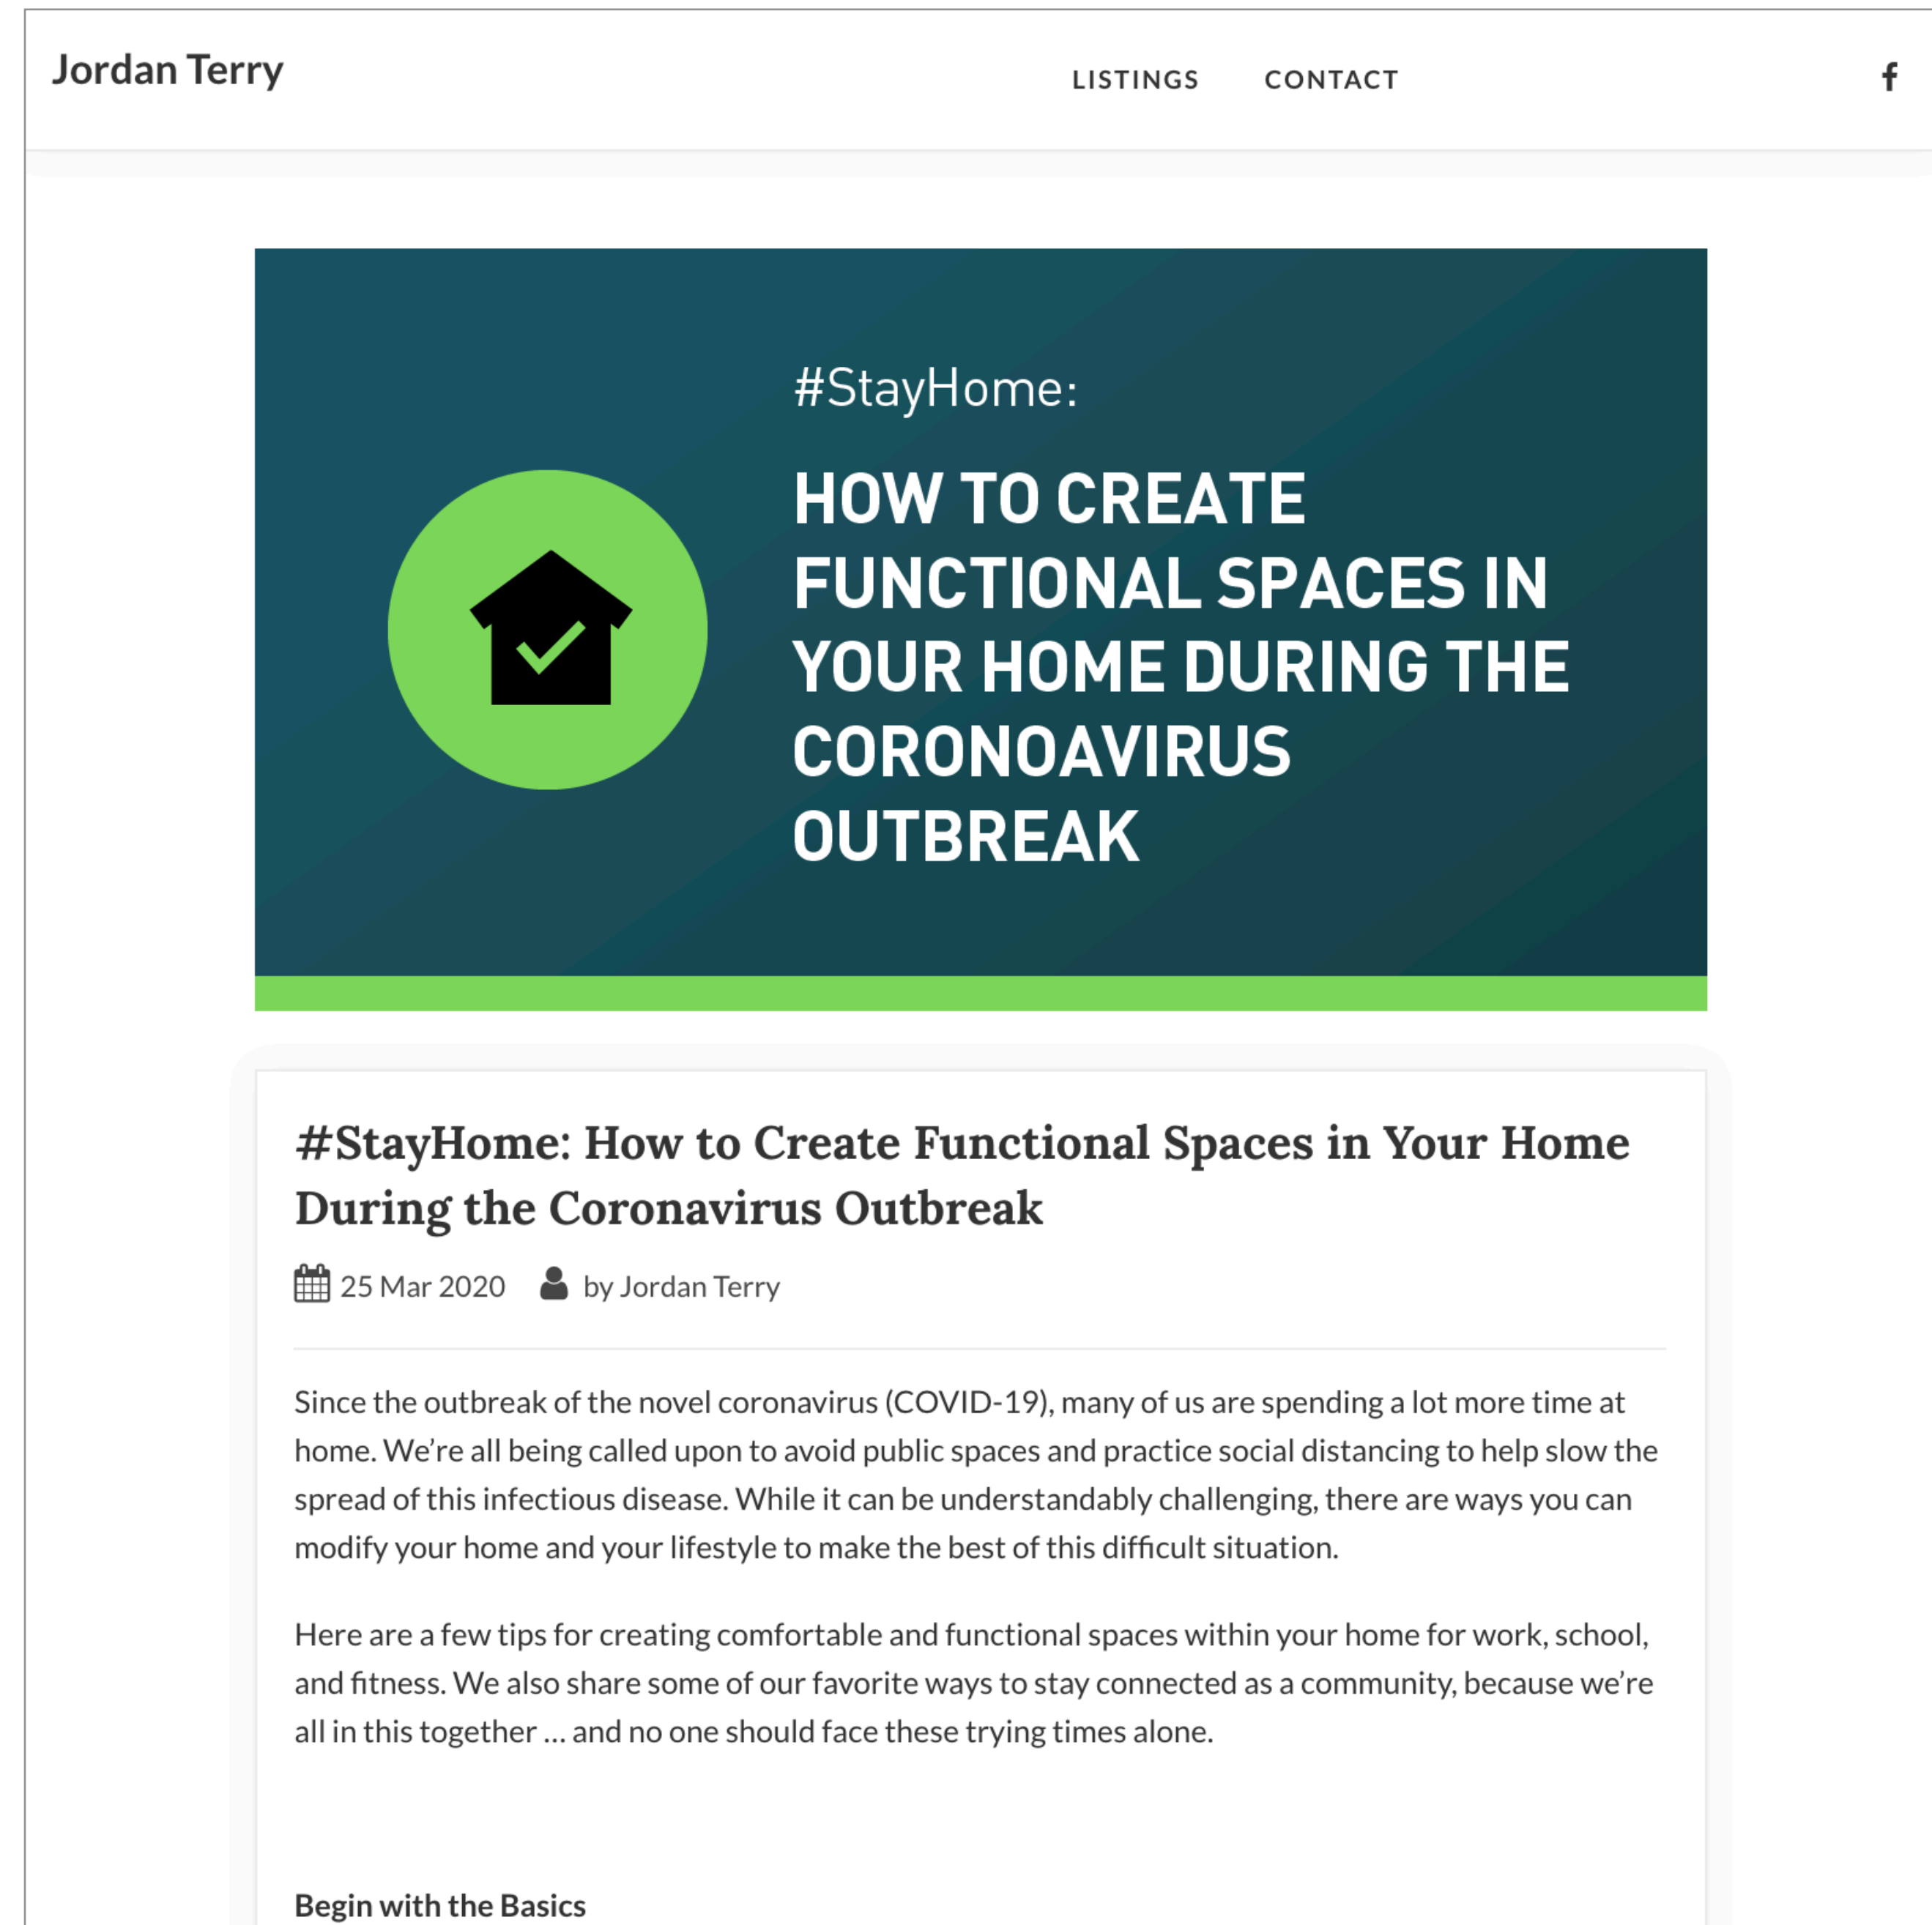 Jordan Terry
LISTINGS CONTACT
#StayHome:
HOW TO CREATE
FUNCTIONAL SPACES IN
YOUR HOME DURING THE
CORONOAVIRUS
OUTBREAK
#StayHome: How to Create Functional Spaces in Your Home
During the Coronavirus Outbreak
25 Mar 2020 by Jordan Terry
Since the outbreak of the novel coronavirus (COVID-19), many of us are spending a lot more time at
home. We’re all being called upon to avoid public spaces and practice social distancing to help slow the
spread of this infectious disease. While it can be understandably challenging, there are ways you can
modify your home and your lifestyle to make the best of this difficult situation.
Here are a few tips for creating comfortable and functional spaces within your home for work, school,
and fitness. We also share some of our favorite ways to stay connected as a community, because we’re
all in this together ... and no one should face these trying times alone.
Begin with the Basics